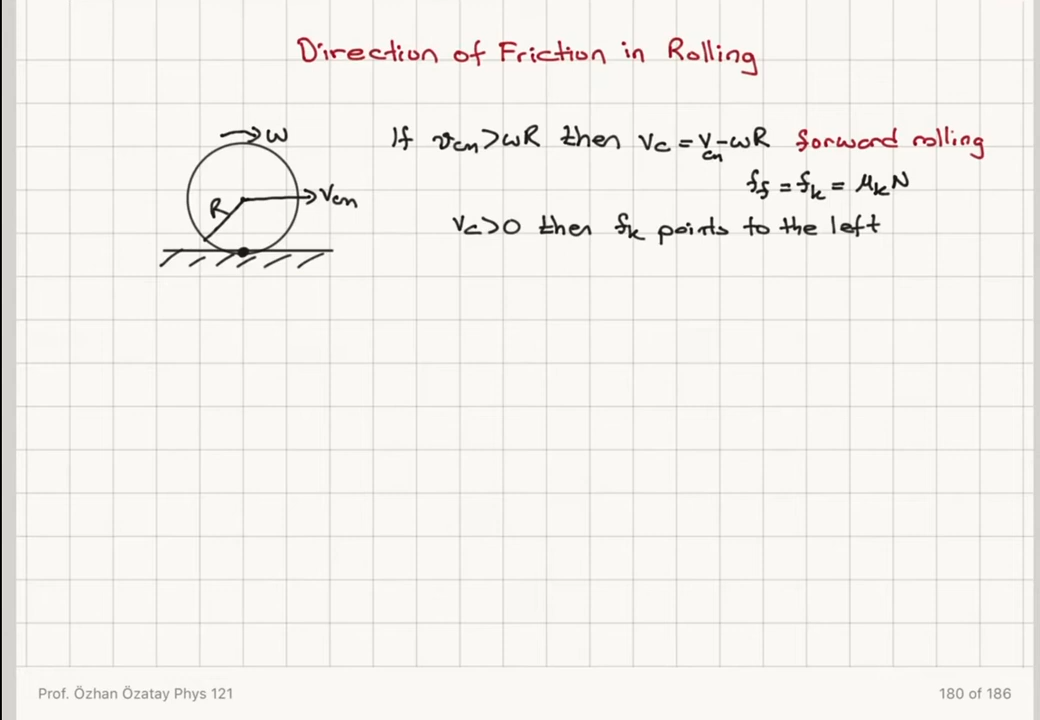 Direction of Friction in Rolling
ω
If vcm>ωR then vc = vcm-ωR forward rolling
ff = fk = μkN
R
vcm
vc>0 then fk points to the left
Prof. Özhan Özatay Phys 121
180 of 186